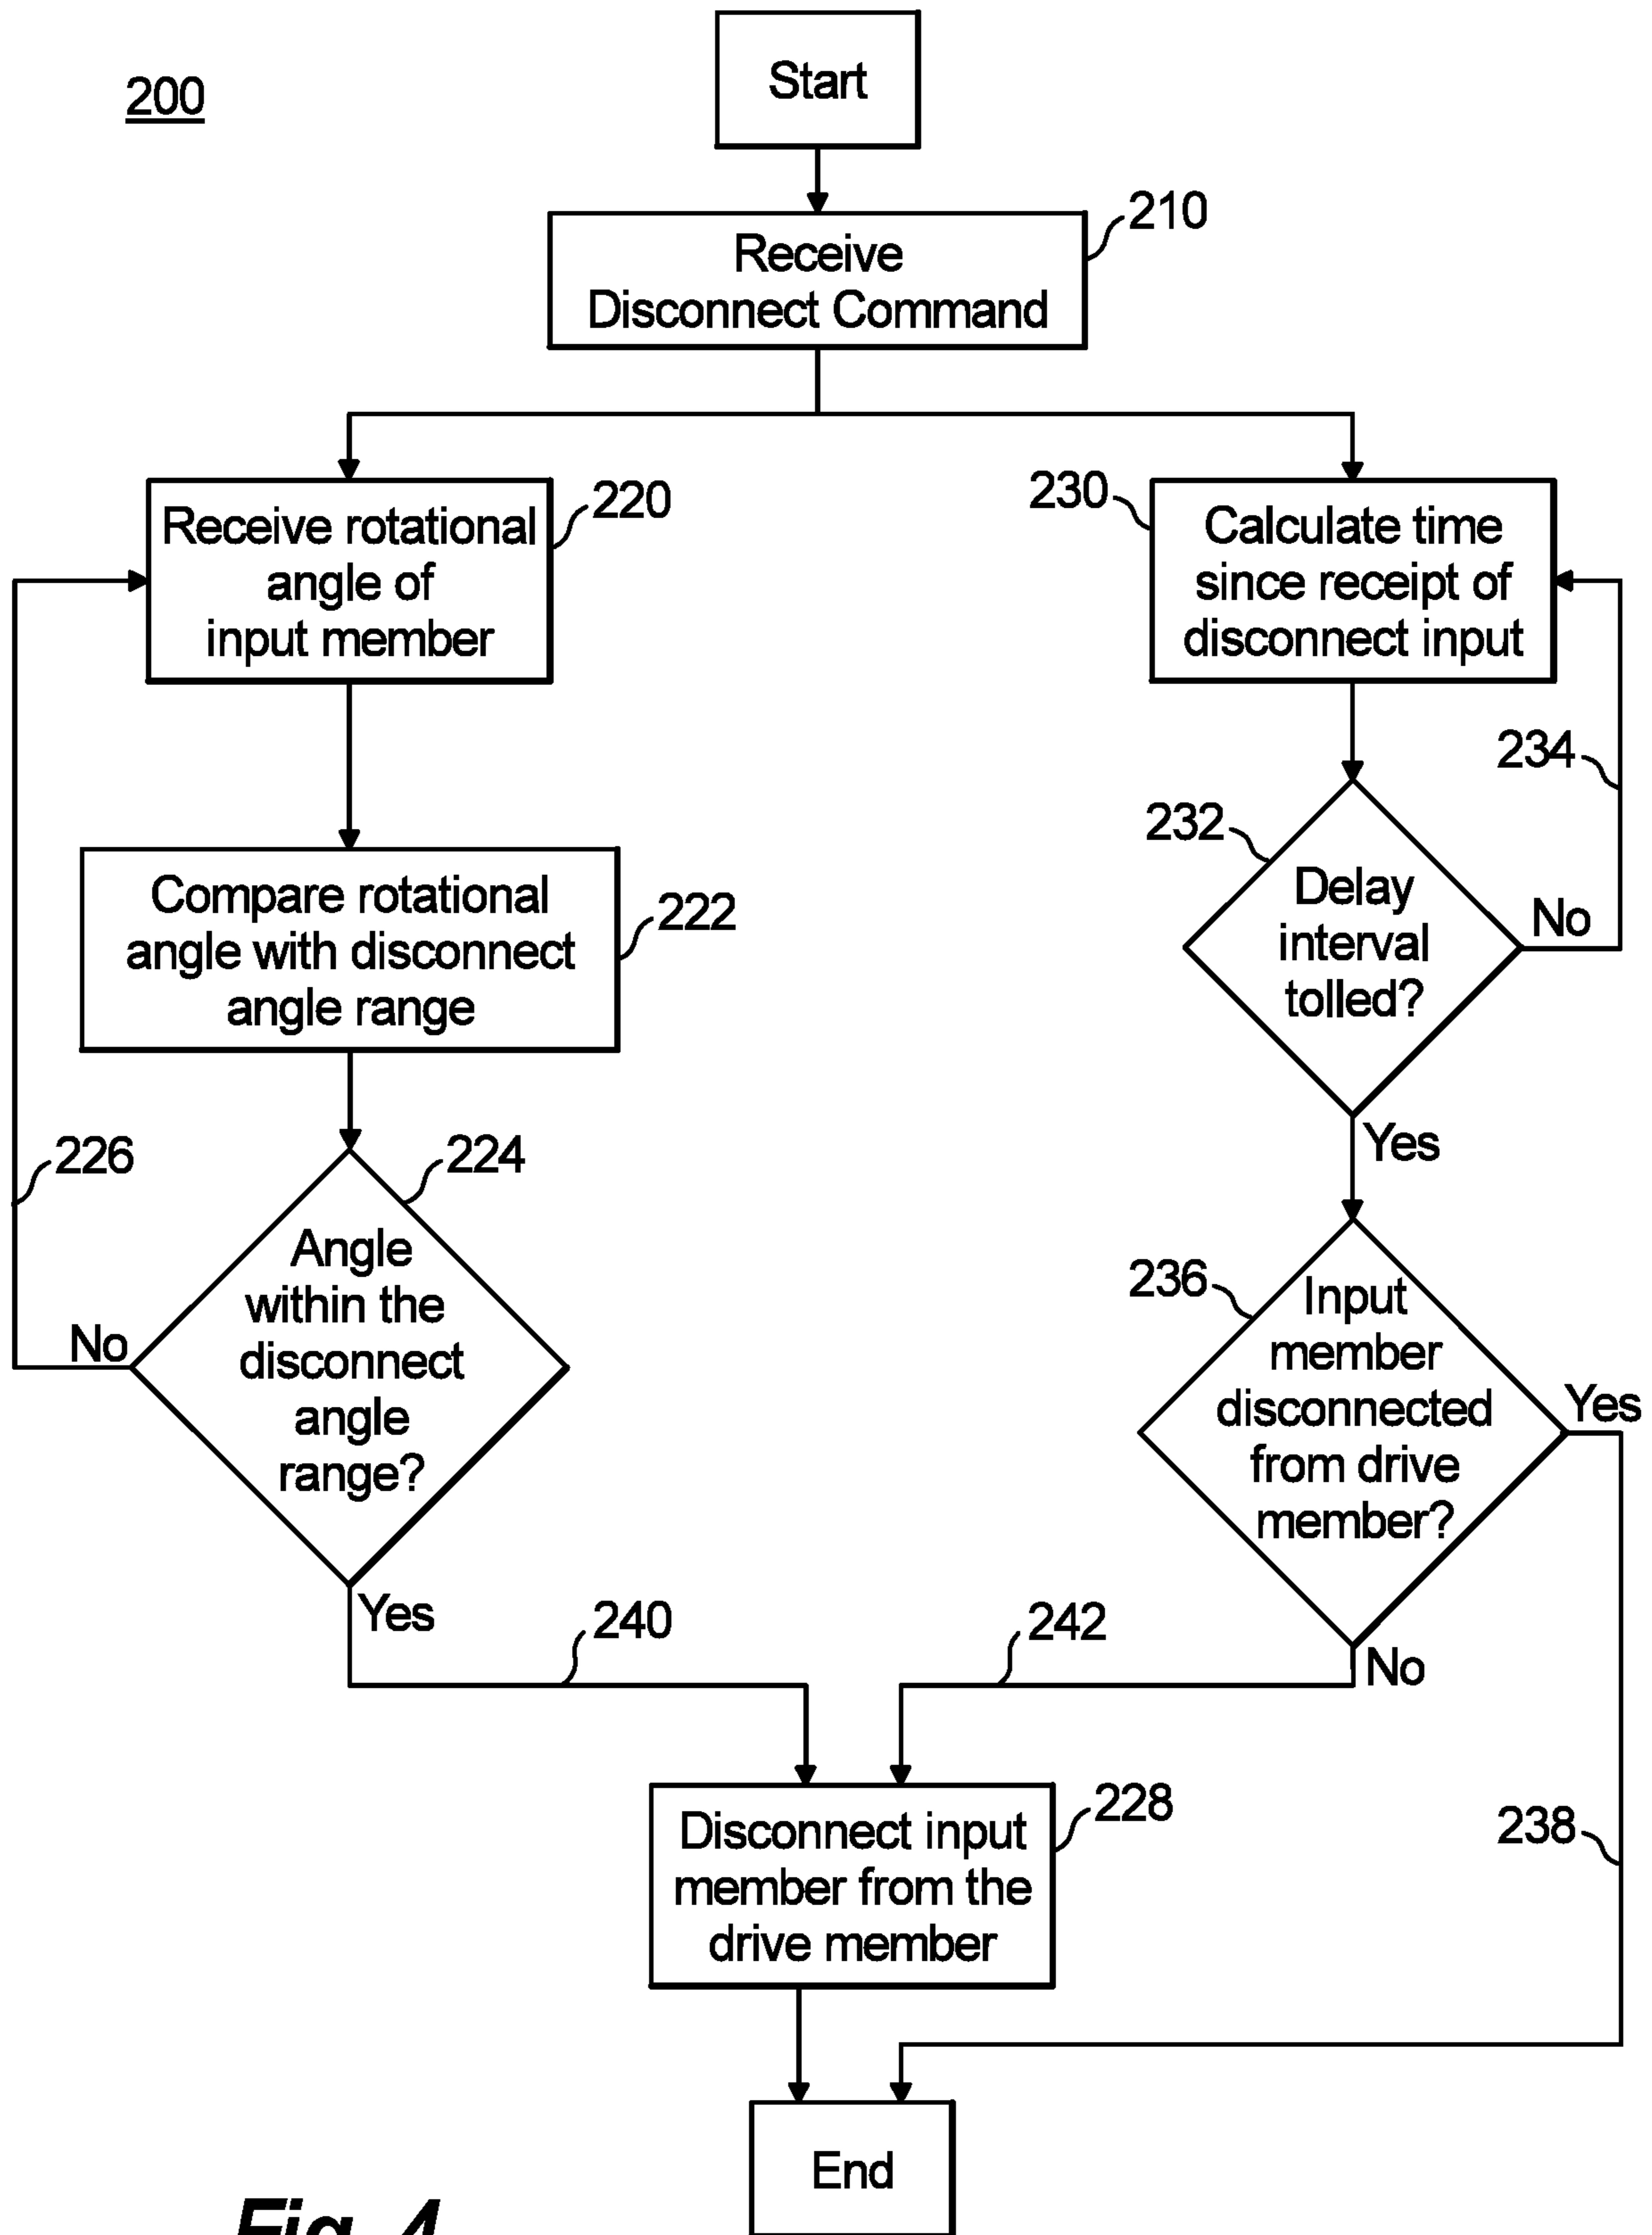 200
Start
210
Receive
Disconnect Command
220
Receive rotational
angle of
input member
230
Calculate time
since receipt of
disconnect input
234
232
Delay
interval
tolled?
No
Yes
222
Compare rotational
angle with disconnect
angle range
226
224
Angle
within the
disconnect
angle
range?
No
Yes
236
Input
member
disconnected
from drive
member?
Yes
No
240
242
228
Disconnect input
member from the
drive member
238
End
Fig. 4